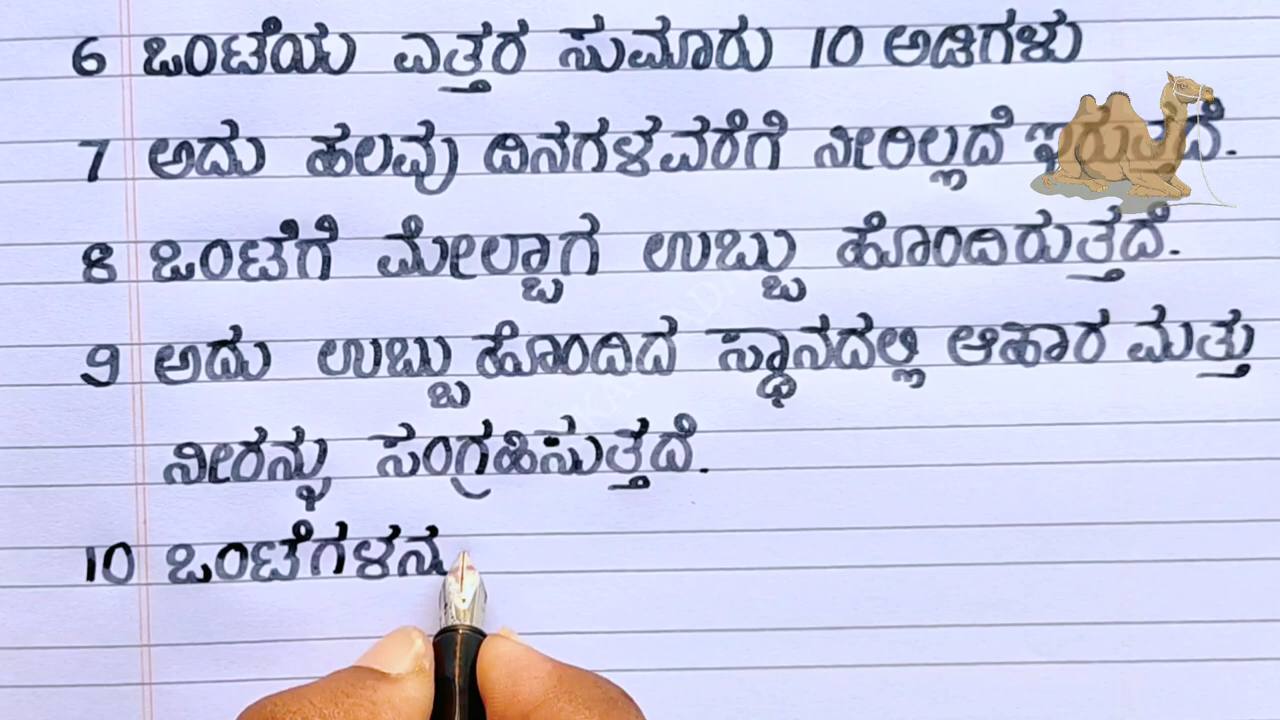 6 ಒಂಟೆಯ ಎತ್ತರ ಸುಮಾರು 10 ಅಡಿಗಳು
7 ಅದು ಹಲವು ದಿನಗಳವರೆಗೆ ನೀರಿಲ್ಲದೆ
8 ಒಂಟೆಗೆ ಮೇಲ್ಬಾಗ ಉಬ್ಬು ಹೊಂದಿರುತ್ತದೆ.
9 ಅದು ಉಬ್ಬು ಹೊಂದಿದ ಸ್ಥಾನದಲ್ಲಿ ಆಹಾರ ಮತ್ತು
ನೀರನ್ನು ಸಂಗ್ರಹಿಸುತ್ತದೆ.
10 ಒಂಟೆಗಳನ